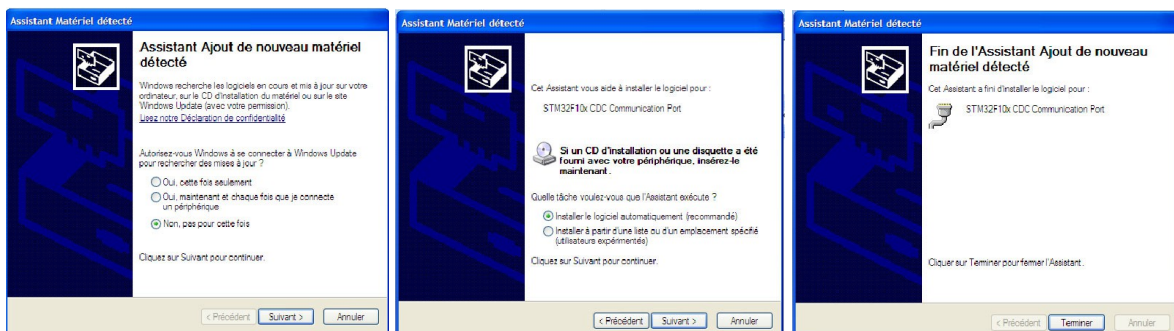 Assistant Matériel détecté
Assistant Ajout de nouveau matériel
détecté
Windows recherche les logiciels en cours et mis à jour sur votre
ordinateur, sur le CD d'installation du matériel ou sur le site
Windows Update (avec votre permission).
Lisez notre Déclaration de confidentialité
Autorisez-vous Windows à se connecter à Windows Update
pour rechercher des mises à jour ?
Oui, cette fois seulement
Oui, maintenant et chaque fois que je connecte
un périphérique
Non, pas pour cette fois
Cliquez sur Suivant pour continuer.
< Précédent
Suivant >
Annuler
Assistant Matériel détecté
Cet Assistant vous aide à installer le logiciel pour :
STM32F10x CDC Communication Port
Si un CD d'installation ou une disquette a été
fourni avec votre périphérique, insérez-le
maintenant.
Quelle tâche voulez-vous que l'Assistant exécute ?
Installer le logiciel automatiquement (recommandé)
Installer à partir d'une liste ou d'un emplacement spécifié
(utilisateurs expérimentés)
Cliquez sur Suivant pour continuer.
< Précédent
Suivant >
Annuler
Assistant Matériel détecté
Fin de l'Assistant Ajout de nouveau
matériel détecté
Cet Assistant a fini d'installer le logiciel pour :
STM32F10x CDC Communication Port
Cliquer sur Terminer pour fermer l'Assistant.
< Précédent
Terminer
Annuler